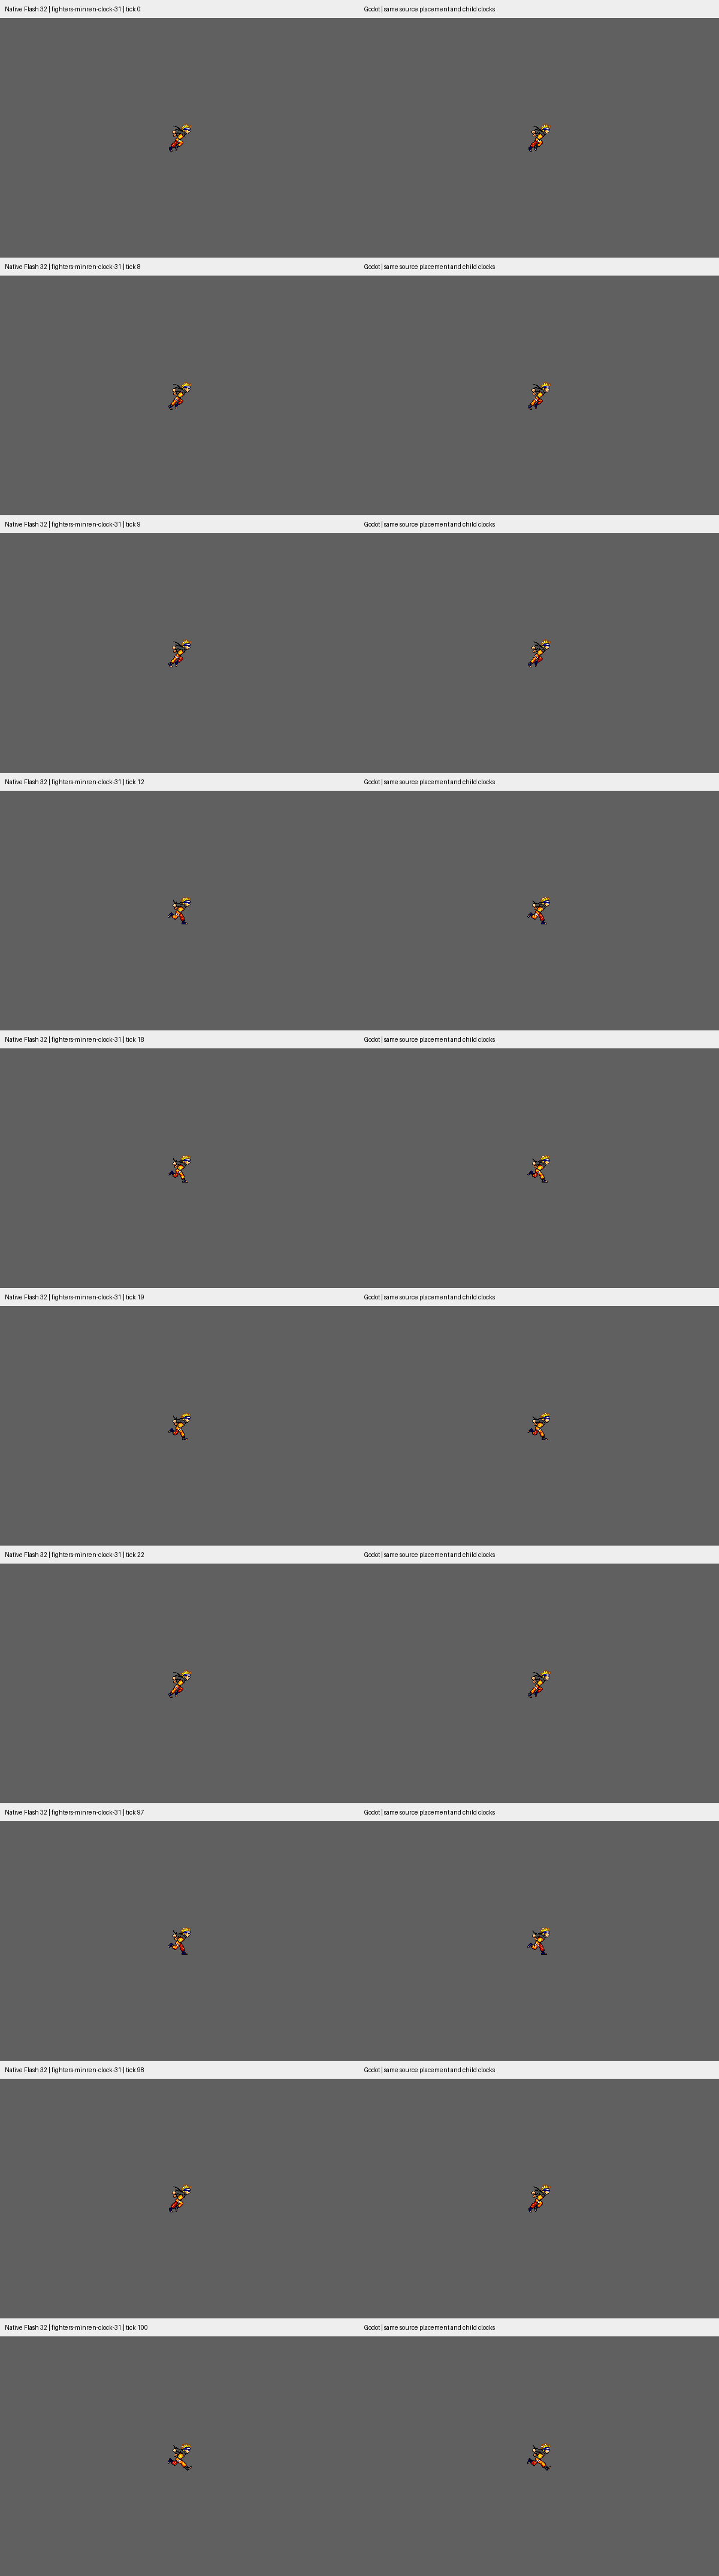 Native Flash 32 | fighters-minren-clock-31 | tick 0
Godot | same source placement and child clocks
Native Flash 32 | fighters-minren-clock-31 | tick 8
Godot | same source placement and child clocks
Native Flash 32 | fighters-minren-clock-31 | tick 9
Godot | same source placement and child clocks
Native Flash 32 | fighters-minren-clock-31 | tick 12
Godot | same source placement and child clocks
Native Flash 32 | fighters-minren-clock-31 | tick 18
Godot | same source placement and child clocks
Native Flash 32 | fighters-minren-clock-31 | tick 19
Godot | same source placement and child clocks
Native Flash 32 | fighters-minren-clock-31 | tick 22
Godot | same source placement and child clocks
Native Flash 32 | fighters-minren-clock-31 | tick 97
Godot | same source placement and child clocks
Native Flash 32 | fighters-minren-clock-31 | tick 98
Godot | same source placement and child clocks
Native Flash 32 | fighters-minren-clock-31 | tick 100
Godot | same source placement and child clocks